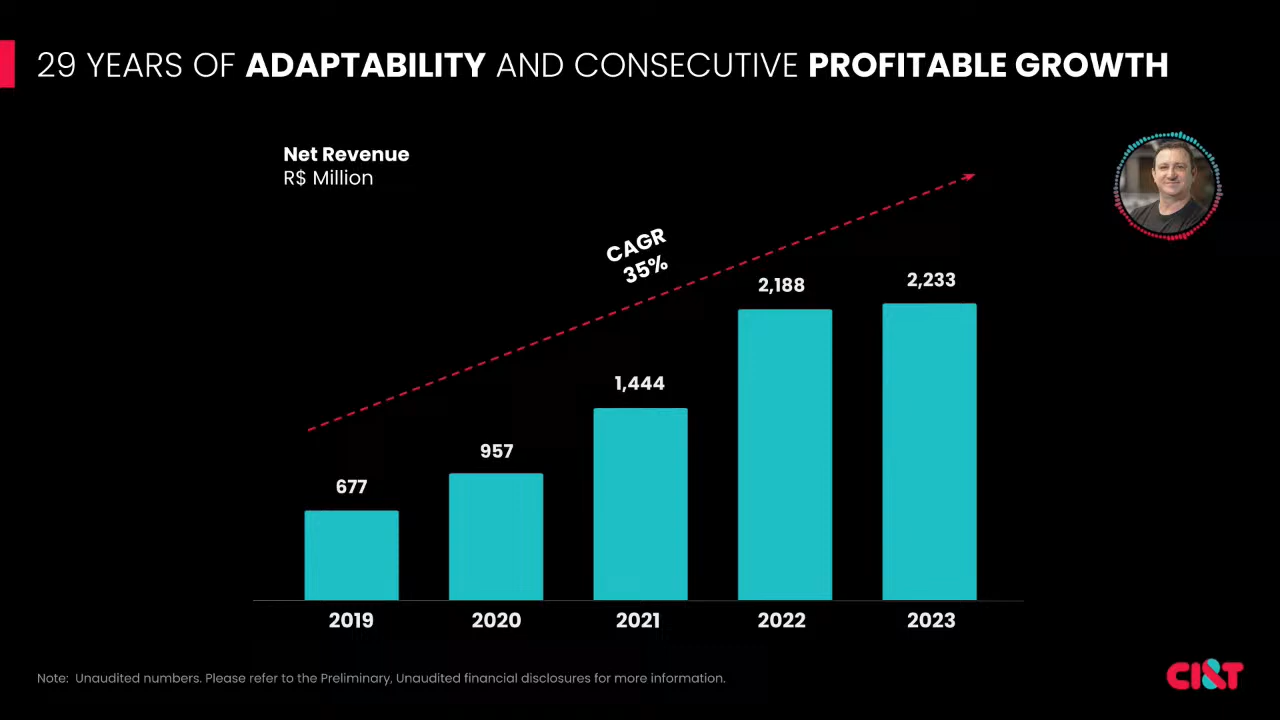 29 YEARS OF ADAPTABILITY AND CONSECUTIVE PROFITABLE GROWTH
Net Revenue
R$ Million
CAGR
35%
677
957
1,444
2,188
2,233
2019
2020
2021
2022
2023
Note: Unaudited numbers. Please refer to the Preliminary, Unaudited financial disclosures for more information.
CI&T